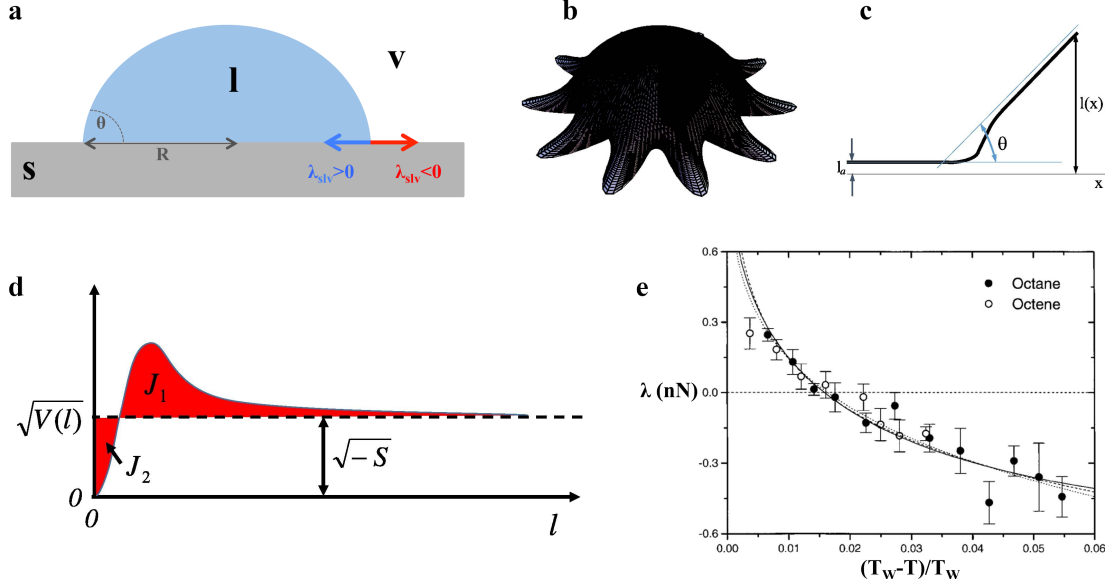 a
l
v
θ
R
s
λslv>0
λslv<0
b
c
l(x)
θ
la
x
d
J1
√V(l)
J2
√-S
0
0
l
e
0.6
0.3
0.0
-0.3
-0.6
λ (nN)
Octane
Octene
0.00 0.01 0.02 0.03 0.04 0.05 0.06
(TW-T)/TW